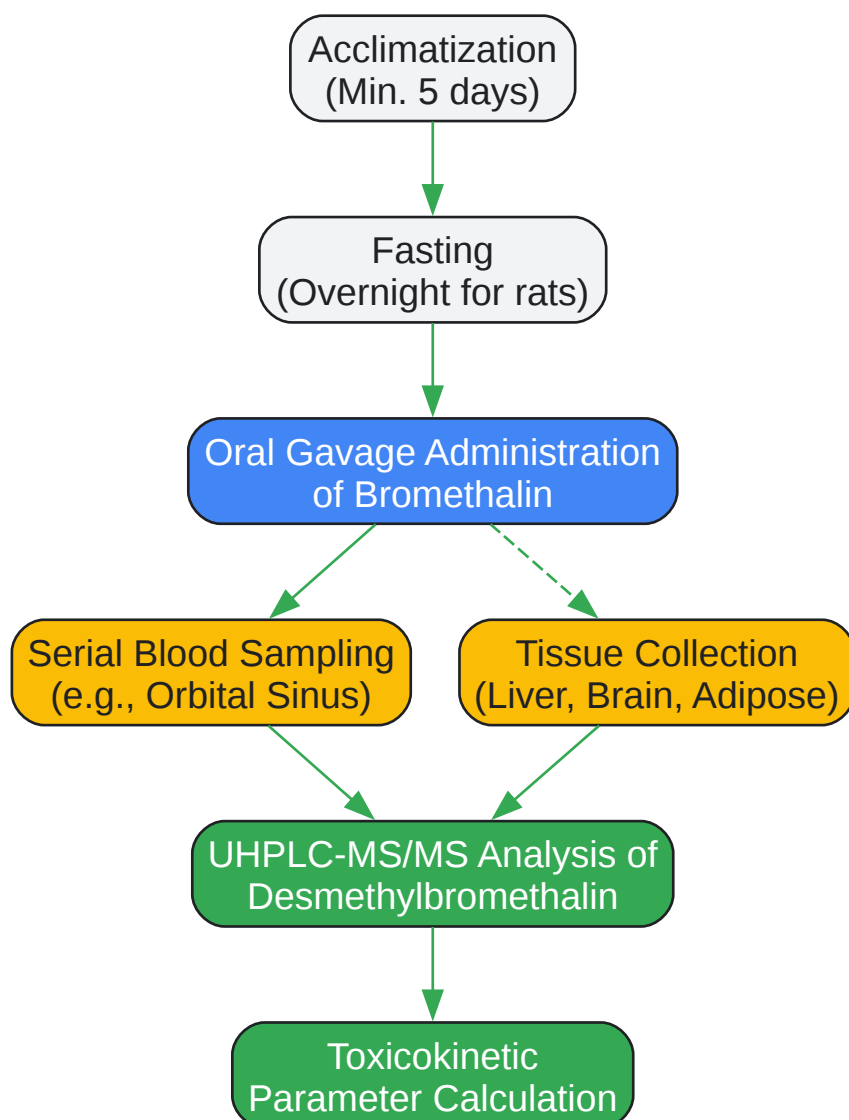 Acclimatization
(Min. 5 days)
Fasting
(Overnight for rats)
Oral Gavage Administration
of Bromethalin
Serial Blood Sampling
(e.g., Orbital Sinus)
Tissue Collection
(Liver, Brain, Adipose)
UHPLC-MS/MS Analysis of
Desmethylbromethalin
Toxicokinetic
Parameter Calculation